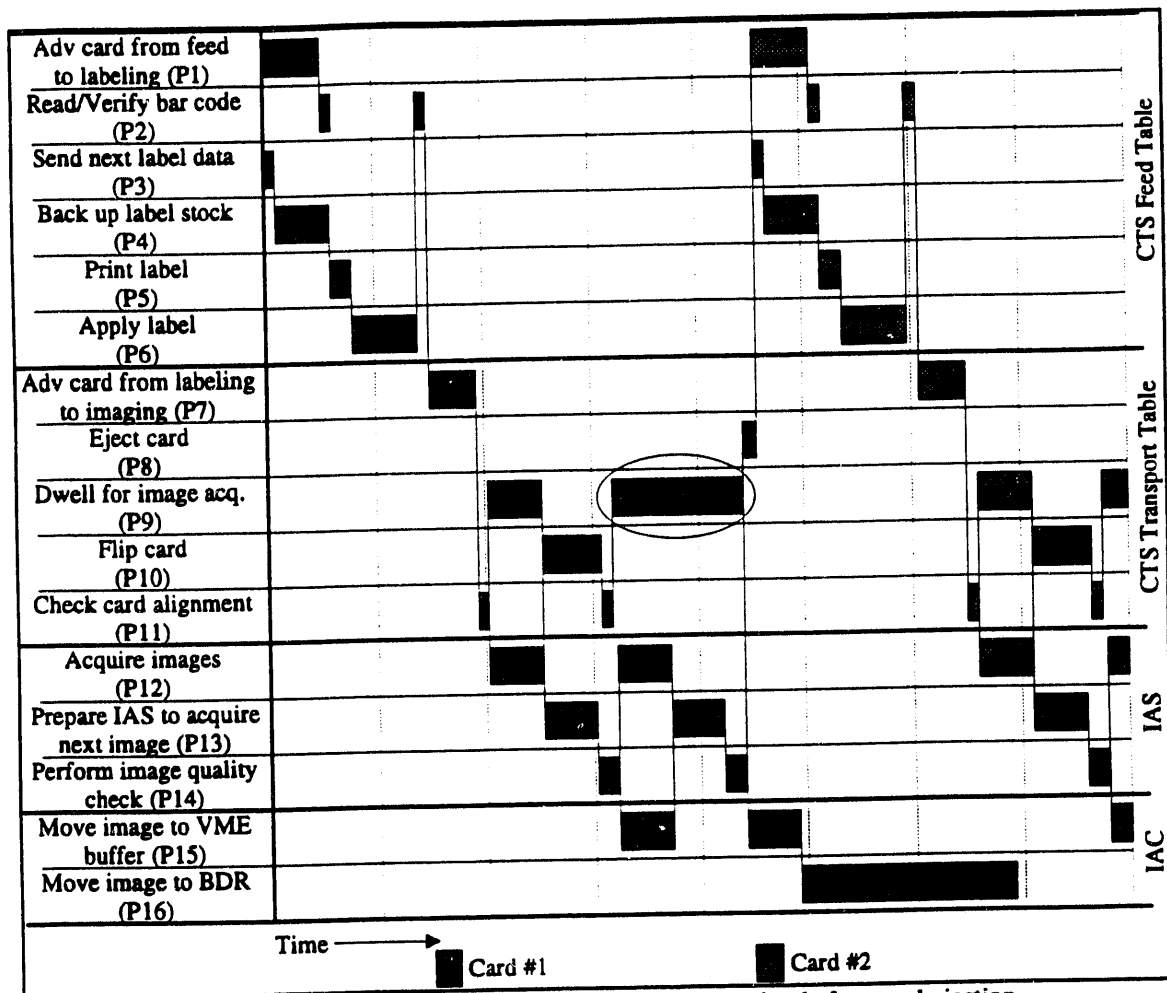 Adv card from feed
to labeling (P1)
Read/Verify bar code
(P2)
Send next label data
(P3)
Back up label stock
(P4)
Print label
(P5)
Apply label
(P6)
CTS Feed Table
Adv card from labeling
to imaging (P7)
Eject card
(P8)
Dwell for image acq.
(P9)
Flip card
(P10)
Check card alignment
(P11)
CTS Transport Table
Acquire images
(P12)
Prepare IAS to acquire
next image (P13)
Perform image quality
check (P14)
IAS
Move image to VME
buffer (P15)
Move image to BDR
(P16)
IAC
Time
Card #1
Card #2